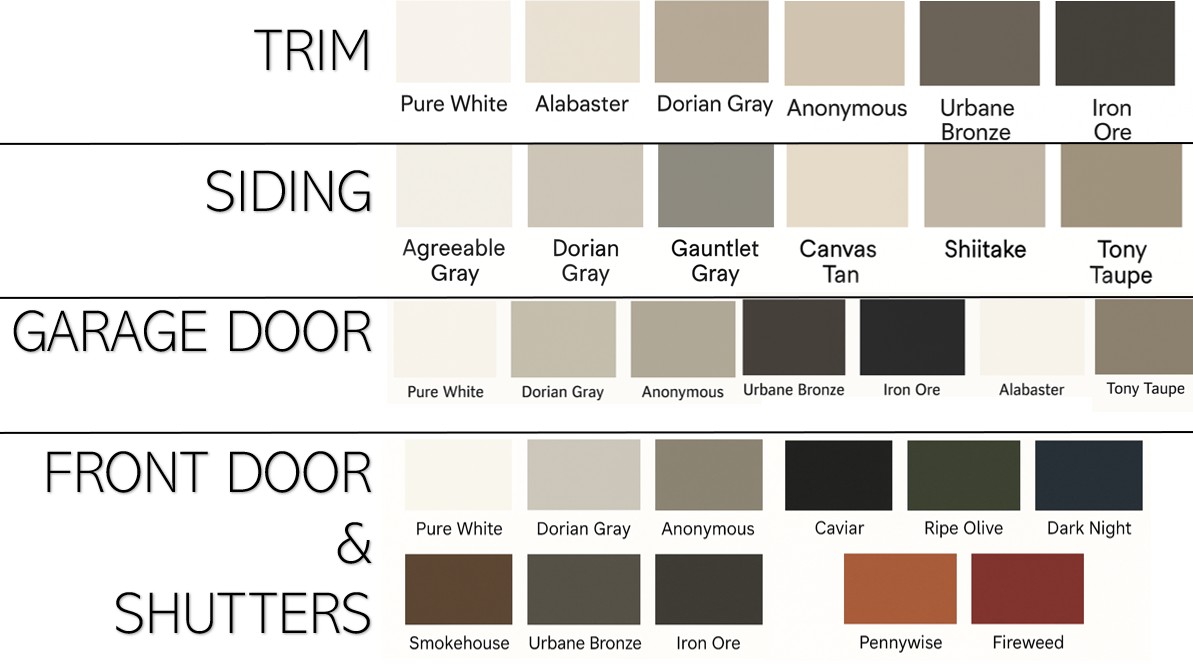 TRIM
Pure White
Alabaster
Dorian Gray
Anonymous
Urbane
Bronze
Iron
Ore
SIDING
Agreeable
Gray
Dorian
Gray
Gauntlet
Gray
Canvas
Tan
Shiitake
Tony
Taupe
GARAGE DOOR
Pure White
Dorian Gray
Anonymous
Urbane Bronze
Iron Ore
Alabaster
Tony Taupe
FRONT DOOR
&
SHUTTERS
Pure White
Dorian Gray
Anonymous
Caviar
Ripe Olive
Dark Night
Smokehouse
Urbane Bronze
Iron Ore
Pennywise
Fireweed